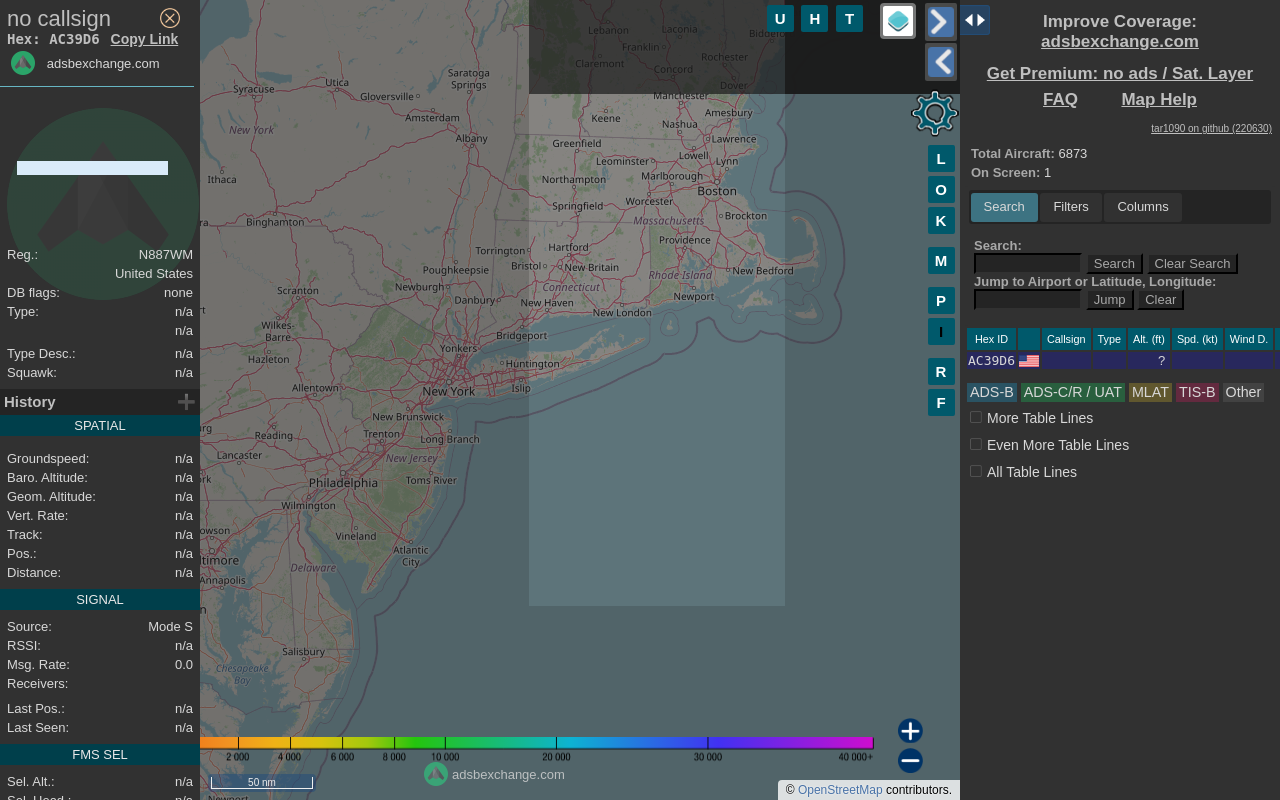 no callsign
Hex: AC39D6 Copy Link
adsbexchange.com
Reg.: N887WM
United States
DB flags: none
Type: n/a
n/a
Type Desc.: n/a
Squawk: n/a
History
SPATIAL
Groundspeed: n/a
Baro. Altitude: n/a
Geom. Altitude: n/a
Vert. Rate: n/a
Track: n/a
Pos.: n/a
Distance: n/a
SIGNAL
Source: Mode S
RSSI: n/a
Msg. Rate: 0.0
Receivers:
Last Pos.: n/a
Last Seen: n/a
FMS SEL
Sel. Alt.: n/a
Sel. Head.: n/a
U H T
L
O
K
M
P
I
R
F
Lebanon
Laconia
Franklin
Rochester
Claremont
Concord
Dover
Manchester
Saratoga
Springs
Utica
Syracuse
Gloversville
Keene
Amesbury
Amsterdam
Nashua
New York
Albany
Greenfield
Lawrence
Leominster
Lowell
Lynn
Ithaca
Northampton
Marlborough
Boston
Worcester
Springfield
Massachusetts
Brockton
Binghamton
Hartford
Providence
Torrington
Bristol
New Britain
Poughkeepsie
Rhode Island
New Bedford
Newburgh
Connecticut
Scranton
Danbury
New Haven
Newport
New London
Wilkes-
Barre
Bridgeport
Yonkers
Hazleton
Huntington
Allentown
New York
Islip
New Brunswick
Reading
Trenton
Long Branch
Lancaster
New Jersey
Philadelphia
Toms River
Wilmington
Vineland
Atlantic
City
Delaware
Annapolis
Salisbury
Chesapeake
Bay
Newport
2 000 4 000 6 000 8 000 10 000 20 000 30 000 40 000+
50 nm
adsbexchange.com
© OpenStreetMap contributors.
Improve Coverage:
adsbexchange.com
Get Premium: no ads / Sat. Layer
FAQ Map Help
tar1090 on github (220630)
Total Aircraft: 6873
On Screen: 1
Search Filters Columns
Search:
Search Clear Search
Jump to Airport or Latitude, Longitude:
Jump Clear
Hex ID Callsign Type Alt. (ft) Spd. (kt) Wind D.
AC39D6 ?
ADS-B ADS-C/R / UAT MLAT TIS-B Other
More Table Lines
Even More Table Lines
All Table Lines